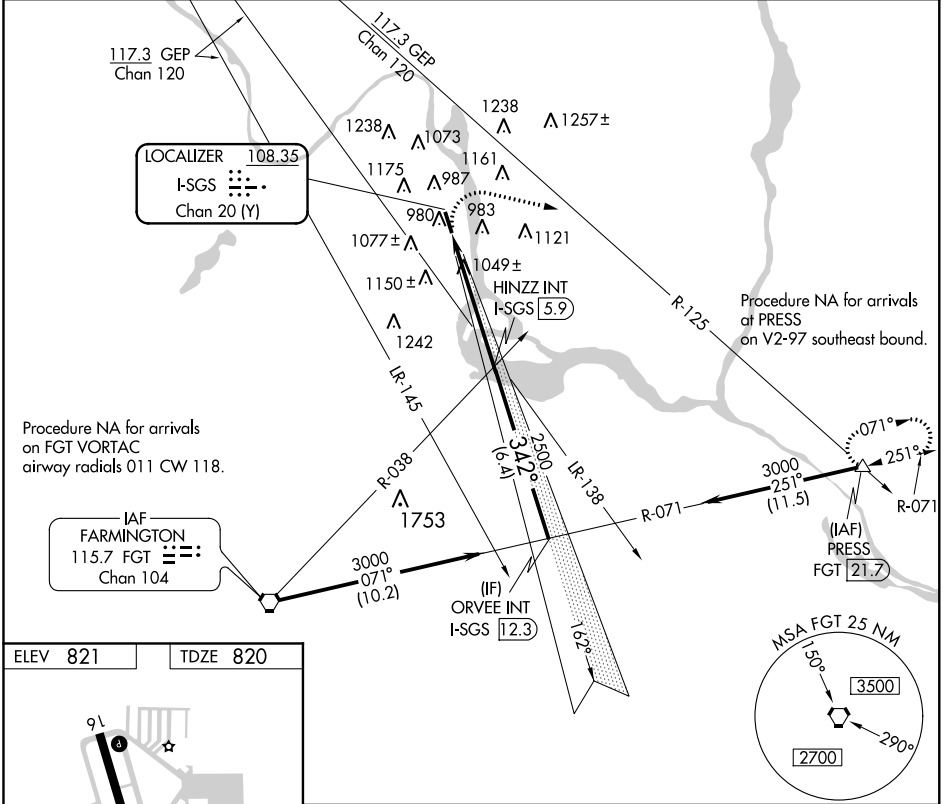 117.3 GEP
Chan 120
117.3 GEP
Chan 120
1238
1257±
1238
1073
1161
LOCALIZER 108.35
I-SGS
Chan 20 (Y)
1175
987
980
983
1121
1077±
1049±
1150±
HINZZ INT
I-SGS 5.9
1242
R-125
Procedure NA for arrivals
at PRESS
on V2-97 southeast bound.
LR-145
Procedure NA for arrivals
on FGT VORTAC
airway radials 011 CW 118.
R-038
342°
(6.4)
2500
LR-138
071°
251°
R-071
3000
251°
(11.5)
R-071
1753
IAF
FARMINGTON
115.7 FGT
Chan 104
(IAF)
PRESS
FGT 21.7
3000
071°
(10.2)
(IF)
ORVEE INT
I-SGS 12.3
162°
MSA FGT 25 NM
150°
3500
290°
2700
ELEV 821
TDZE 820
16
P